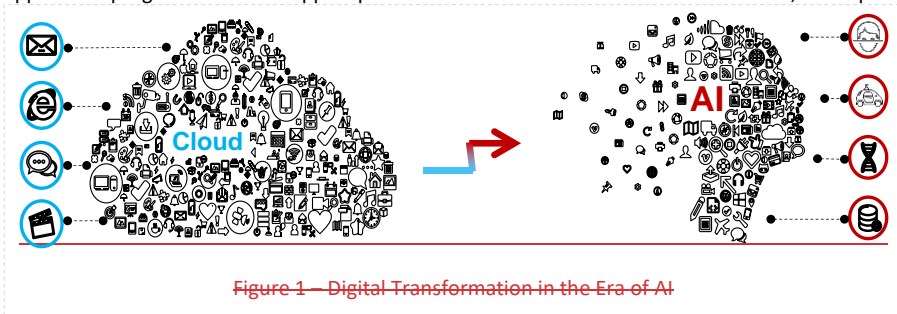 Cloud
AI
Figure 1 – Digital Transformation in the Era of AI